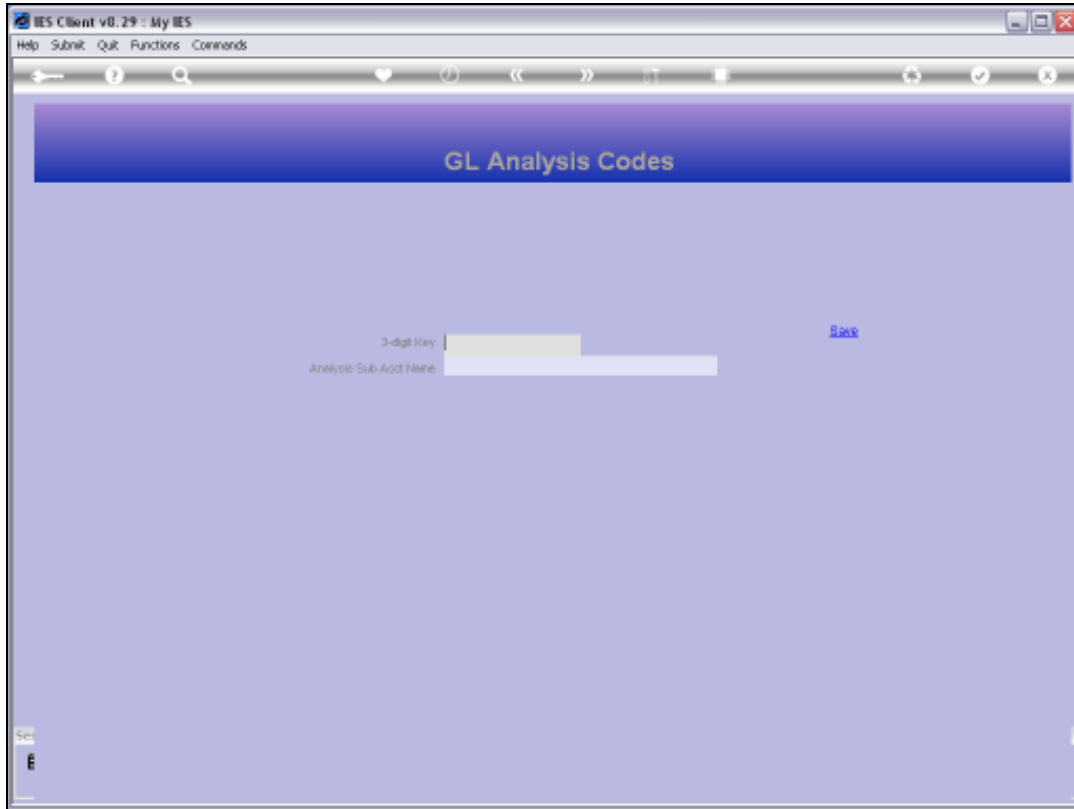 IES Client v8.29 : My IES
Help Submit Quit Functions Commands
GL Analysis Codes
Save
3-digit Key
Analysis Sub Acct Name